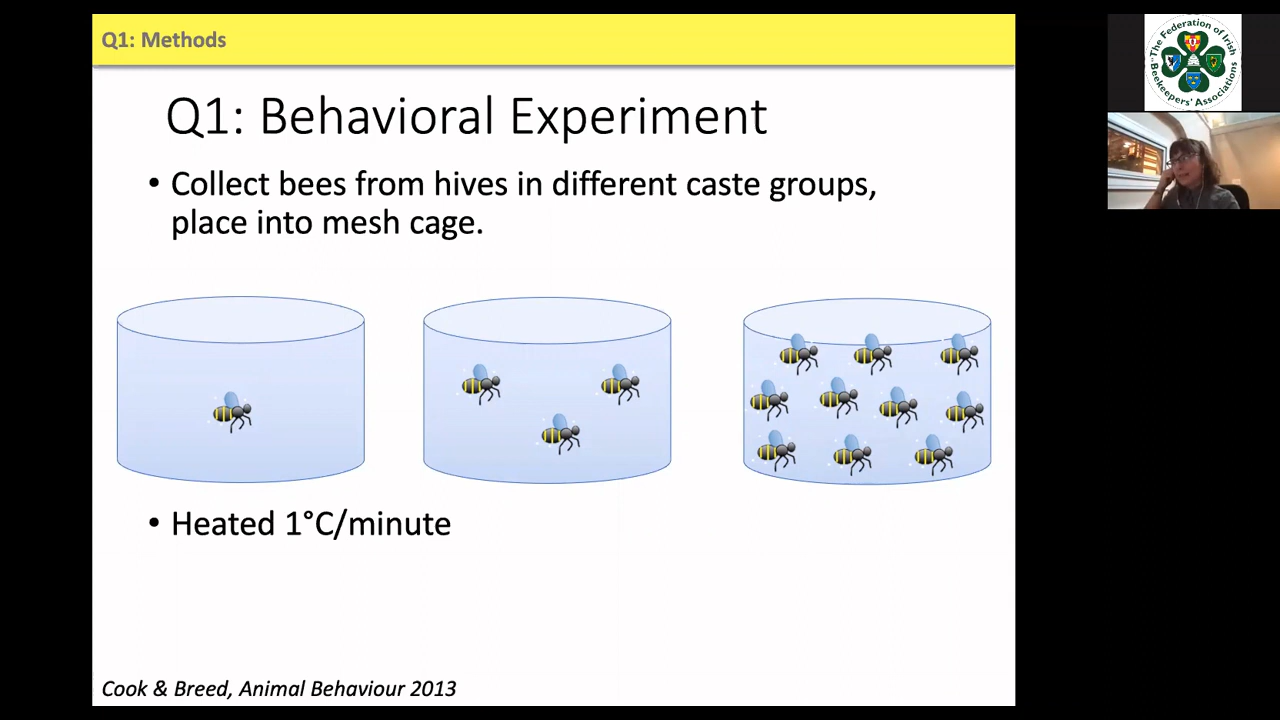 Q1: Methods
Q1: Behavioral Experiment
• Collect bees from hives in different caste groups,
place into mesh cage.
• Heated 1°C/minute
Cook & Breed, Animal Behaviour 2013
The Federation of Irish
Beekeepers' Associations